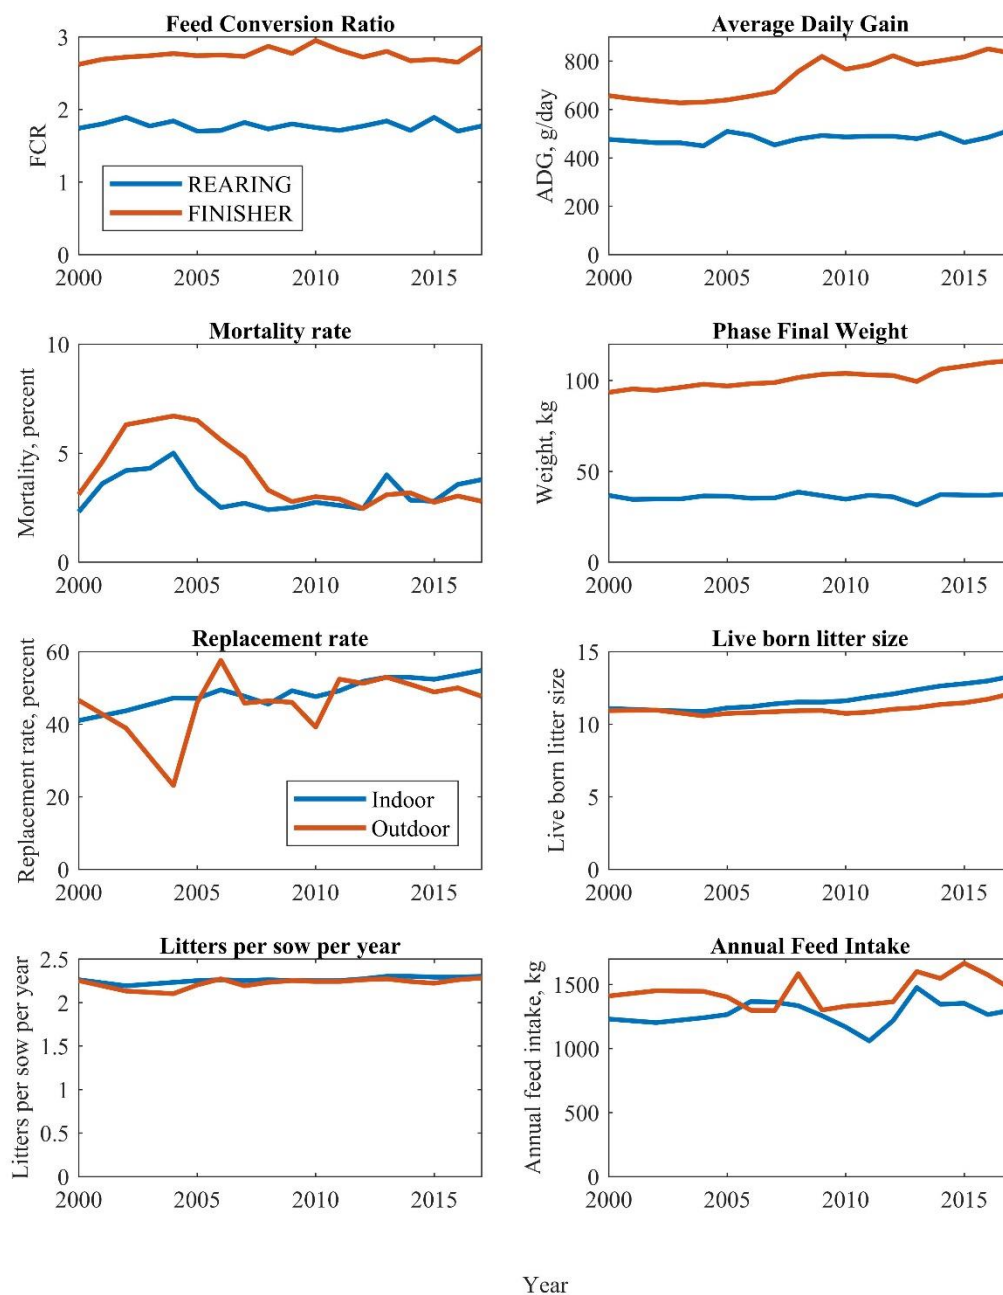 Feed Conversion Ratio
3
2
1
0
FCR
REARING
FINISHER
2000 2005 2010 2015
Average Daily Gain
800
600
400
200
0
ADG, g/day
2000 2005 2010 2015
Mortality rate
10
5
0
Mortality, percent
2000 2005 2010 2015
Phase Final Weight
100
50
0
Weight, kg
2000 2005 2010 2015
Replacement rate
60
40
20
0
Replacement rate, percent
Indoor
Outdoor
2000 2005 2010 2015
Live born litter size
15
10
5
0
Live born litter size
2000 2005 2010 2015
Litters per sow per year
2.5
2
1.5
1
0.5
0
Litters per sow per year
2000 2005 2010 2015
Annual Feed Intake
1500
1000
500
0
Annual feed intake, kg
2000 2005 2010 2015
Year